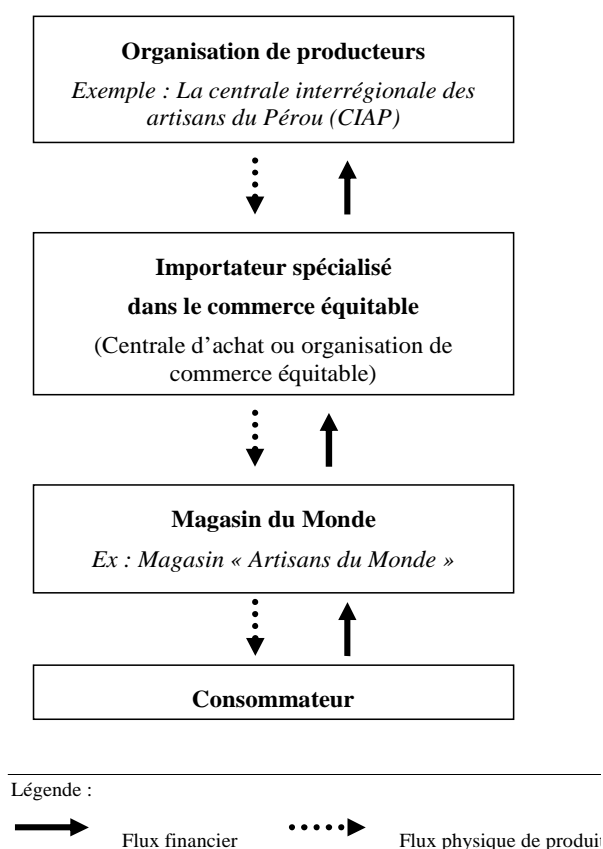 Organisation de producteurs
Exemple : La centrale interrégionale des
artisans du Pérou (CIAP)
Importateur spécialisé
dans le commerce équitable
(Centrale d’achat ou organisation de
commerce équitable)
Magasin du Monde
Ex : Magasin « Artisans du Monde »
Consommateur
Légende :
Flux financier Flux physique de produit